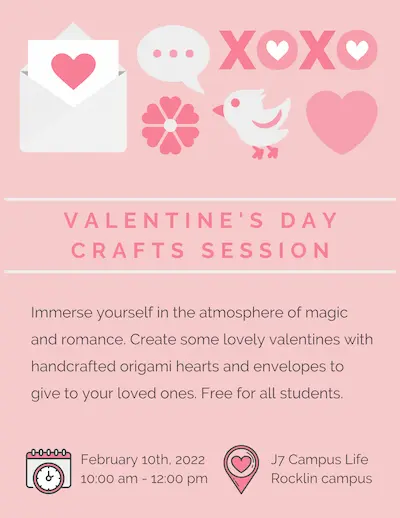 XOXO
VALENTINE'S DAY
CRAFTS SESSION
Immerse yourself in the atmosphere of magic
and romance. Create some lovely valentines with
handcrafted origami hearts and envelopes to
give to your loved ones. Free for all students.
February 10th, 2022
10:00 am - 12:00 pm
J7 Campus Life
Rocklin campus